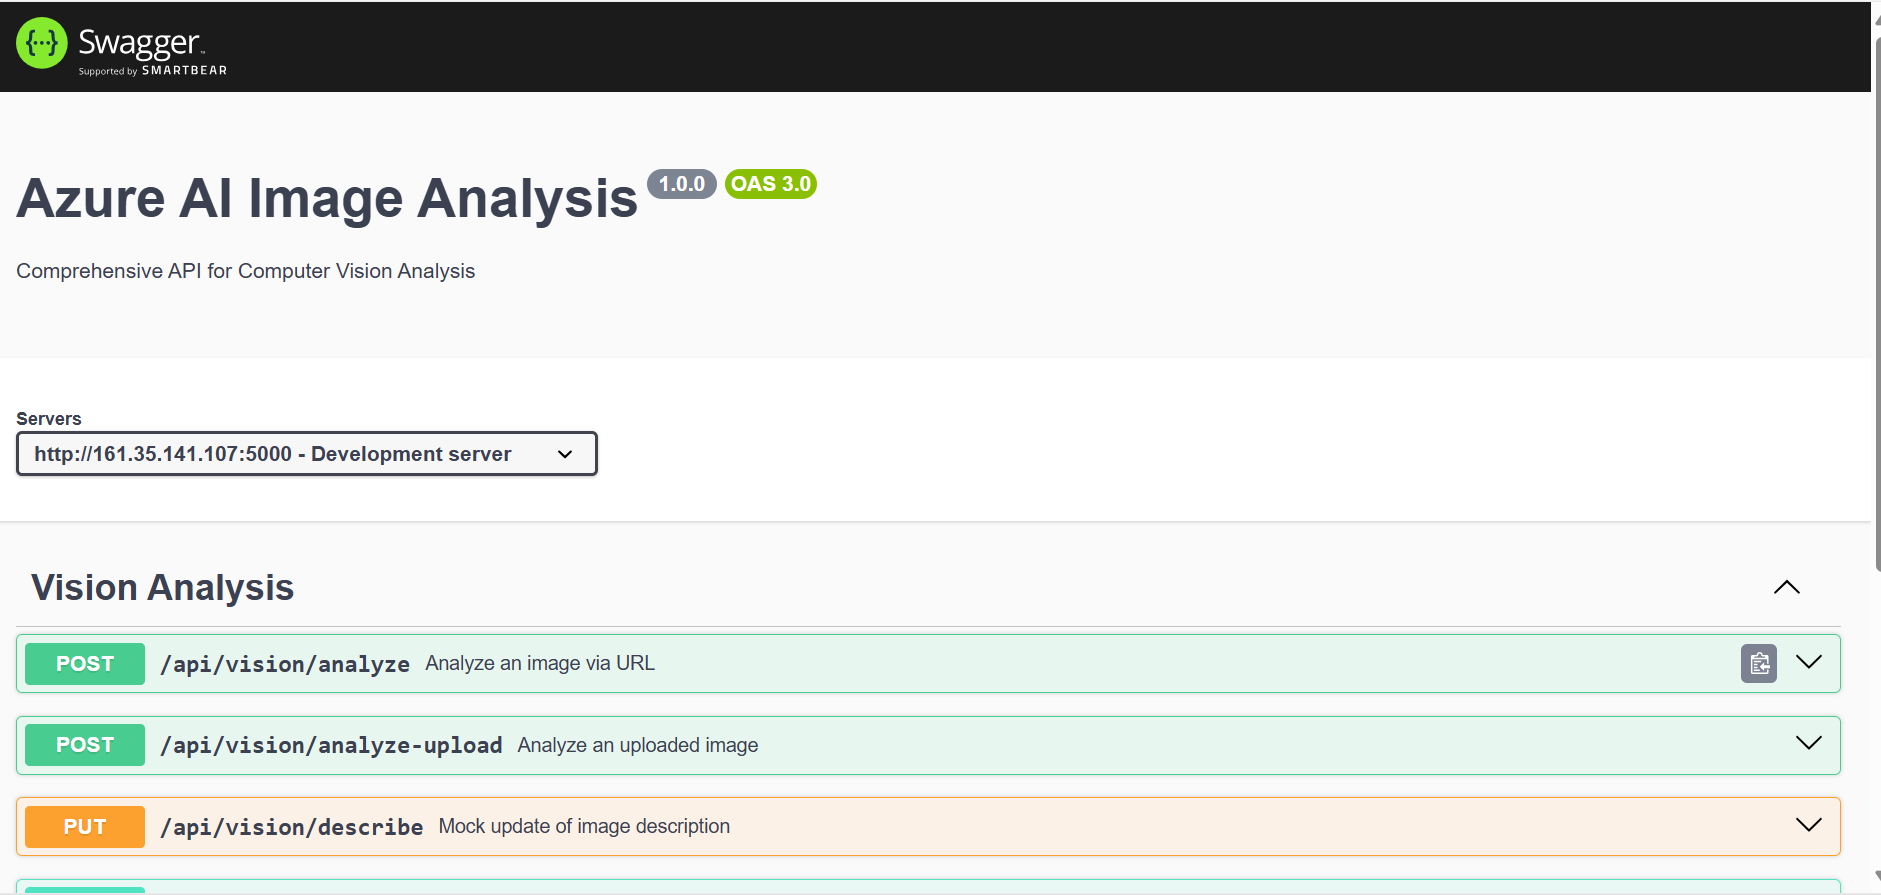 {...} Swagger™
Supported by SMARTBEAR
Azure AI Image Analysis 1.0.0 OAS 3.0
Comprehensive API for Computer Vision Analysis
Servers
http://161.35.141.107:5000 - Development server
Vision Analysis
POST /api/vision/analyze Analyze an image via URL
POST /api/vision/analyze-upload Analyze an uploaded image
PUT /api/vision/describe Mock update of image description